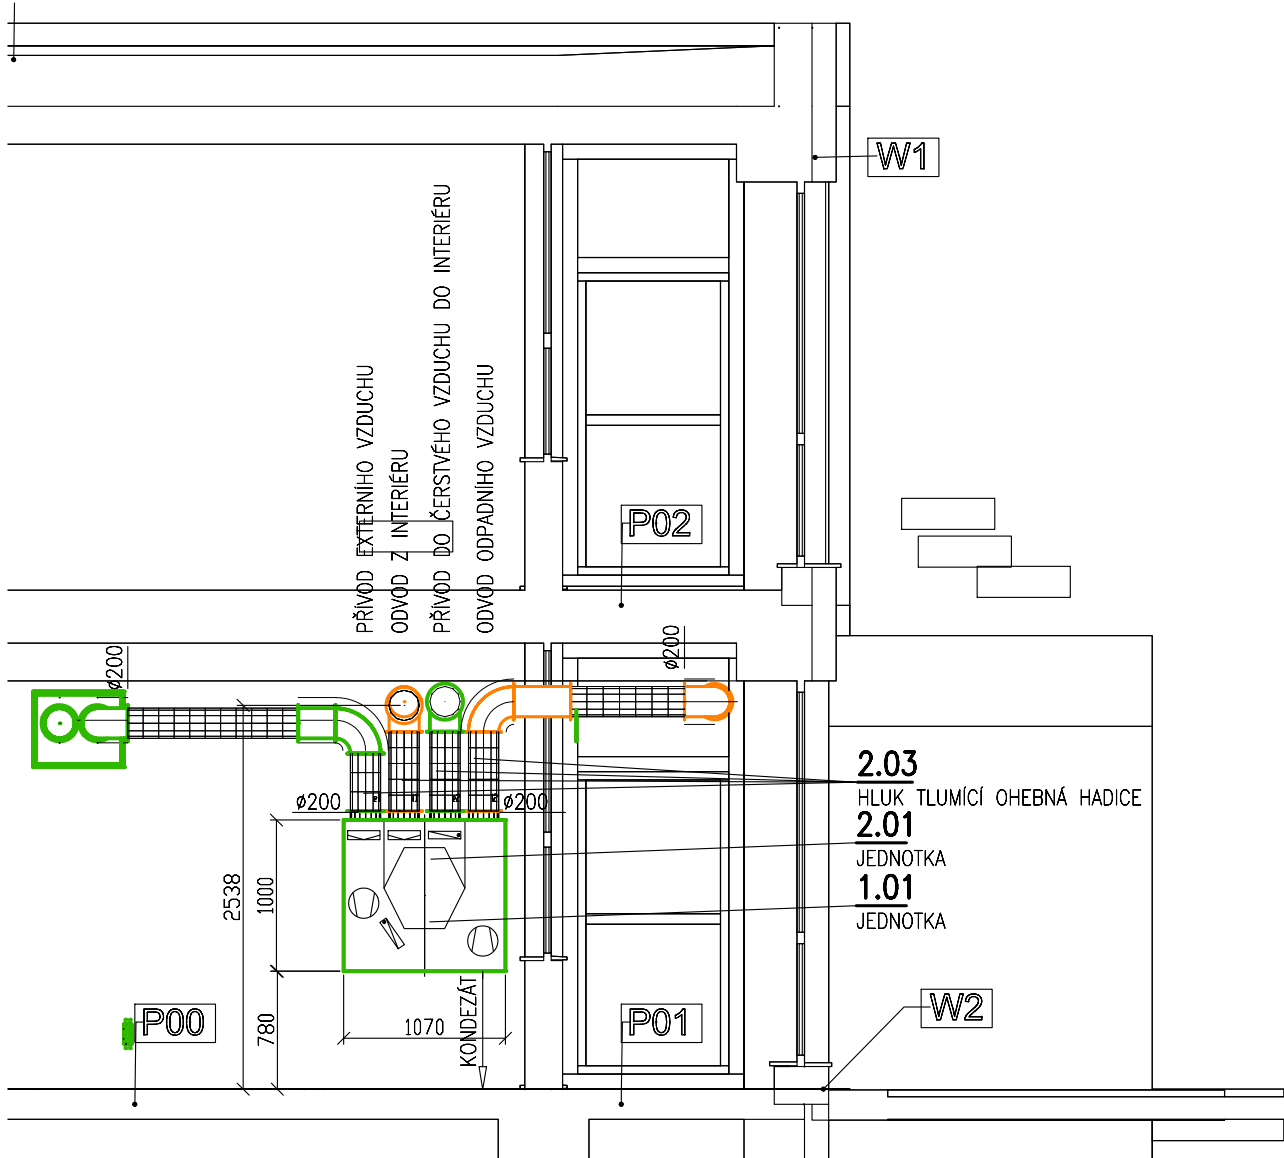 W1
PŘÍVOD EXTERNÍHO VZDUCHU
ODVOD Z INTERIÉRU
PŘÍVOD DO ČERSTVÉHO VZDUCHU DO INTERIÉRU
ODVOD ODPADNÍHO VZDUCHU
P02
ø200
ø200
2.03
HLUK TLUMÍCÍ OHEBNÁ HADICE
ø200
ø200
2.01
JEDNOTKA
1.01
JEDNOTKA
2538
1000
780
1070
KONDEZÁT
P00
P01
W2